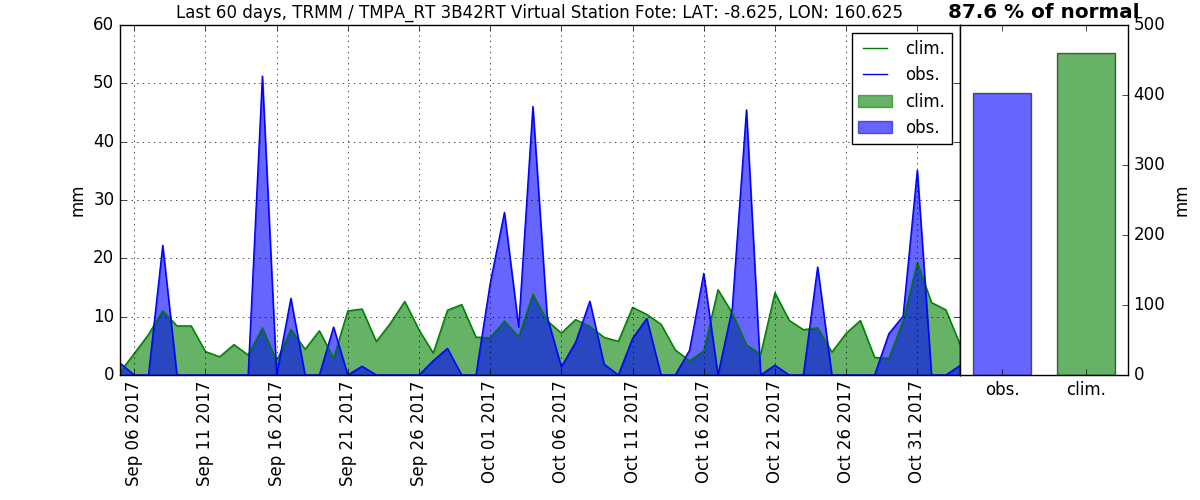 Last 60 days, TRMM / TMPA_RT 3B42RT Virtual Station Fote: LAT: -8.625, LON: 160.625
87.6 % of normal
60
50
40
30
20
10
0
mm
clim.
obs.
clim.
obs.
500
400
300
200
100
0
mm
Sep 06 2017
Sep 11 2017
Sep 16 2017
Sep 21 2017
Sep 26 2017
Oct 01 2017
Oct 06 2017
Oct 11 2017
Oct 16 2017
Oct 21 2017
Oct 26 2017
Oct 31 2017
obs.
clim.